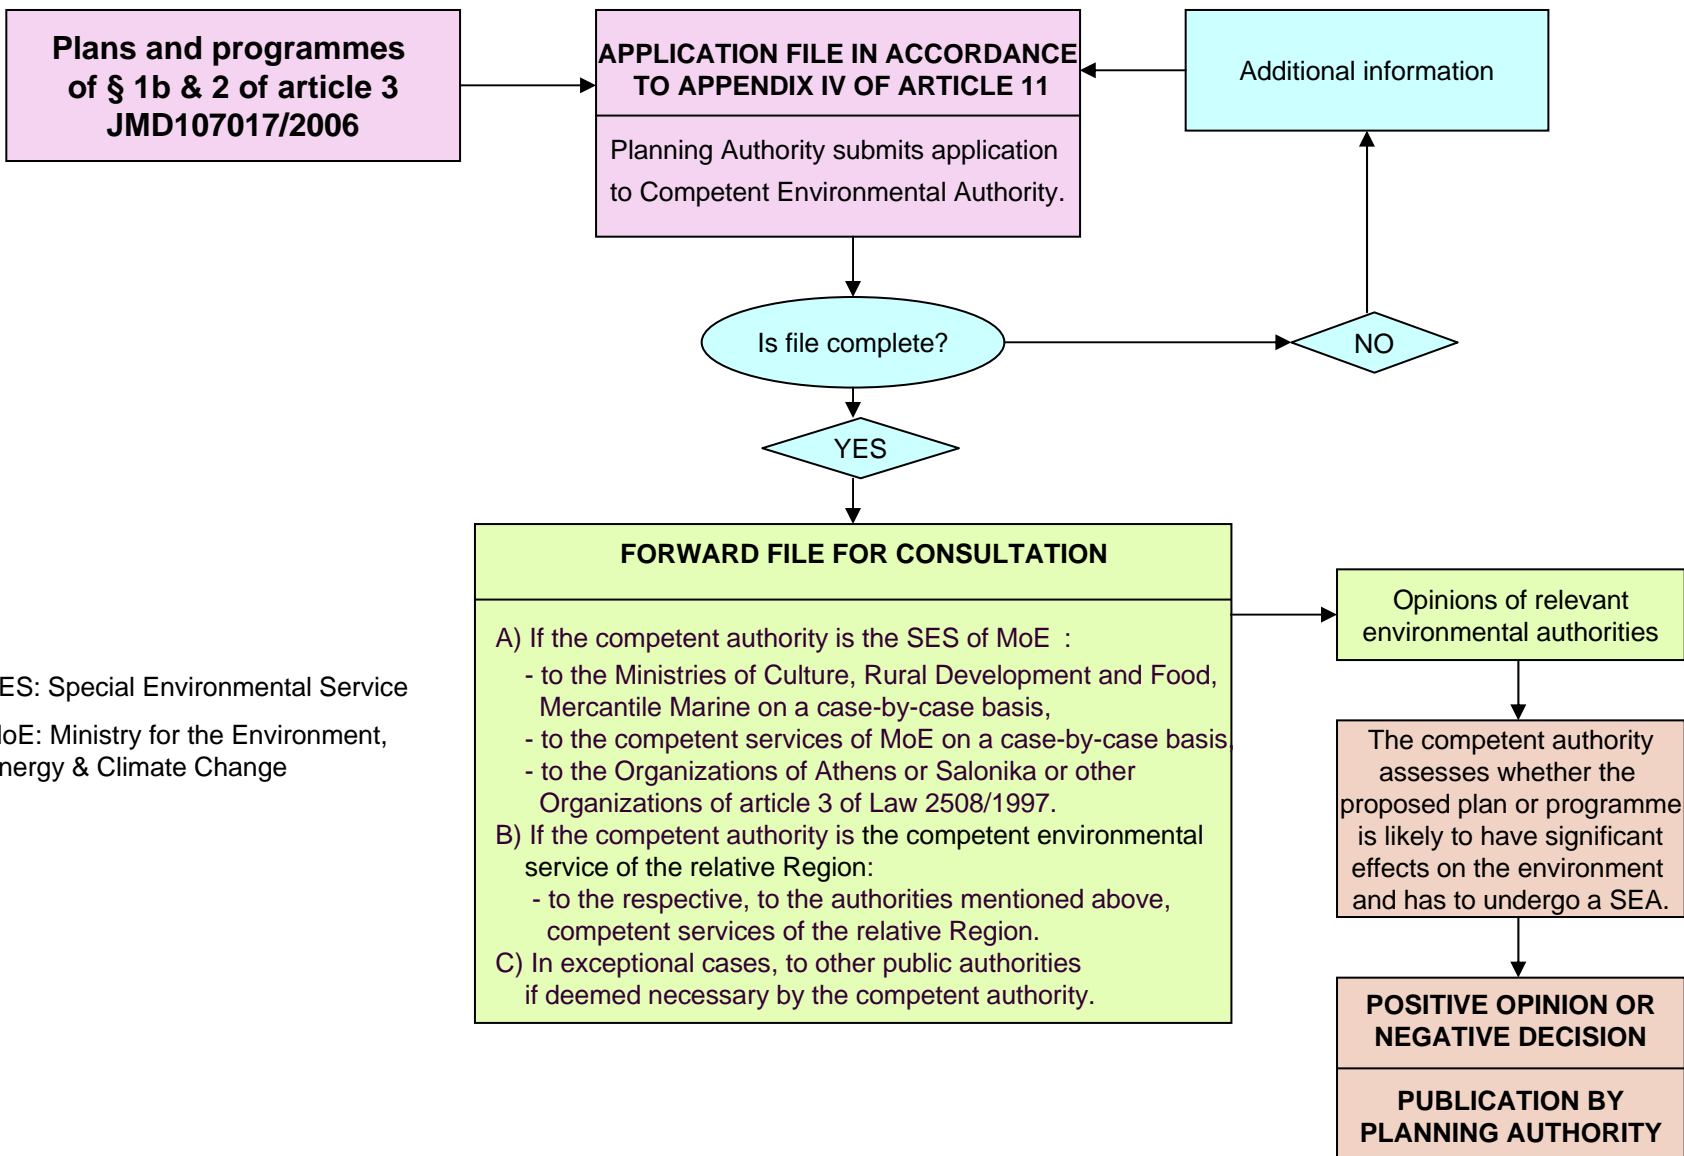 Plans and programmes
of § 1b & 2 of article 3
JMD107017/2006
APPLICATION FILE IN ACCORDANCE
TO APPENDIX IV OF ARTICLE 11
Planning Authority submits application
to Competent Environmental Authority.
Additional information
Is file complete?
NO
YES
FORWARD FILE FOR CONSULTATION
A) If the competent authority is the SES of MoE :
- to the Ministries of Culture, Rural Development and Food,
Mercantile Marine on a case-by-case basis,
- to the competent services of MoE on a case-by-case basis,
- to the Organizations of Athens or Salonika or other
Organizations of article 3 of Law 2508/1997.
B) If the competent authority is the competent environmental
service of the relative Region:
- to the respective, to the authorities mentioned above,
competent services of the relative Region.
C) In exceptional cases, to other public authorities
if deemed necessary by the competent authority.
Opinions of relevant
environmental authorities
The competent authority
assesses whether the
proposed plan or programme
is likely to have significant
effects on the environment
and has to undergo a SEA.
POSITIVE OPINION OR
NEGATIVE DECISION
PUBLICATION BY
PLANNING AUTHORITY
ES: Special Environmental Service
oE: Ministry for the Environment,
nergy & Climate Change